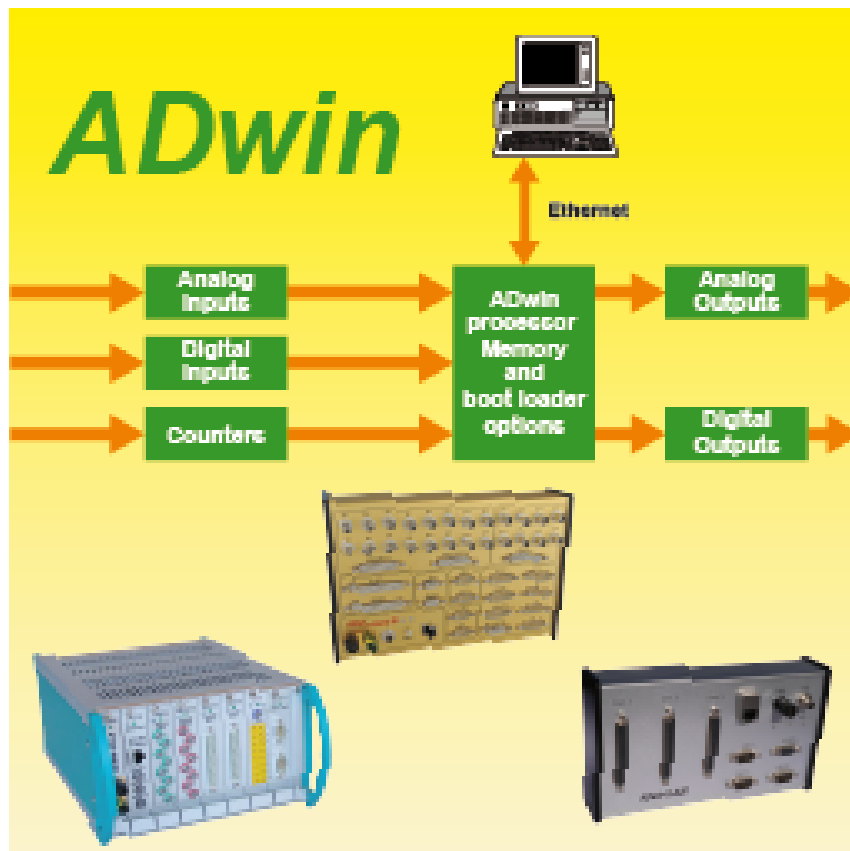 ADwin
Ethernet
Analog
Inputs
Digital
Inputs
Counters
ADwin
processor
Memory
and
boot loader
options
Analog
Outputs
Digital
Outputs